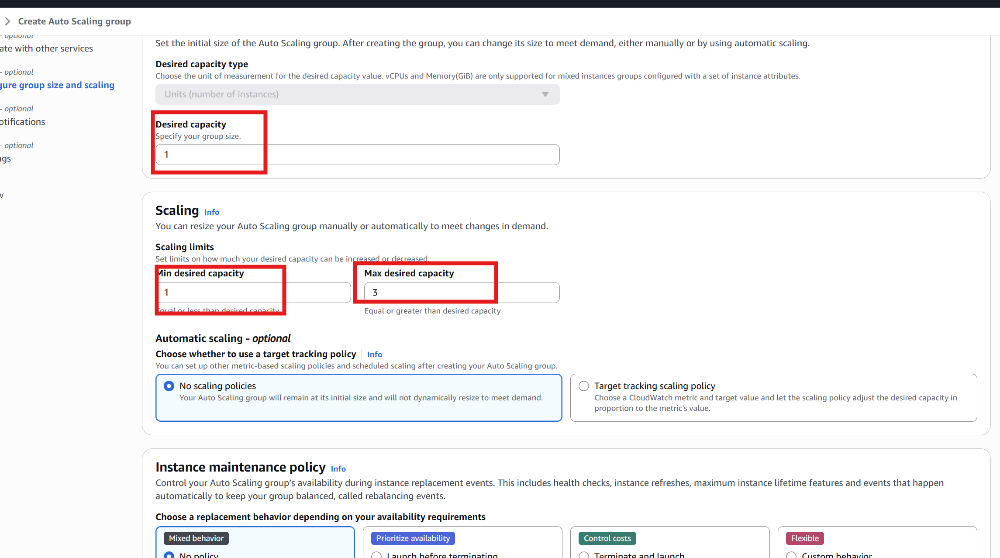 Create Auto Scaling group
- optional
ate with other services
- optional
gure group size and scaling
- optional
otifications
- optional
ags
w
Set the initial size of the Auto Scaling group. After creating the group, you can change its size to meet demand, either manually or by using automatic scaling.
Desired capacity type
Choose the unit of measurement for the desired capacity value. vCPUs and Memory(GiB) are only supported for mixed instances groups configured with a set of instance attributes.
Units (number of instances)
Desired capacity
Specify your group size.
1
Scaling Info
You can resize your Auto Scaling group manually or automatically to meet changes in demand.
Scaling limits
Set limits on how much your desired capacity can be increased or decreased.
Min desired capacity
1
Equal or less than desired capacity
Max desired capacity
3
Equal or greater than desired capacity
Automatic scaling - optional
Choose whether to use a target tracking policy Info
You can set up other metric-based scaling policies and scheduled scaling after creating your Auto Scaling group.
No scaling policies
Your Auto Scaling group will remain at its initial size and will not dynamically resize to meet demand.
Target tracking scaling policy
Choose a CloudWatch metric and target value and let the scaling policy adjust the desired capacity in
proportion to the metric's value.
Instance maintenance policy Info
Control your Auto Scaling group’s availability during instance replacement events. This includes health checks, instance refreshes, maximum instance lifetime features and events that happen
automatically to keep your group balanced, called rebalancing events.
Choose a replacement behavior depending on your availability requirements
Mixed behavior
No policy
Prioritize availability
Launch before terminating
Control costs
Terminate and launch
Flexible
Custom behavior